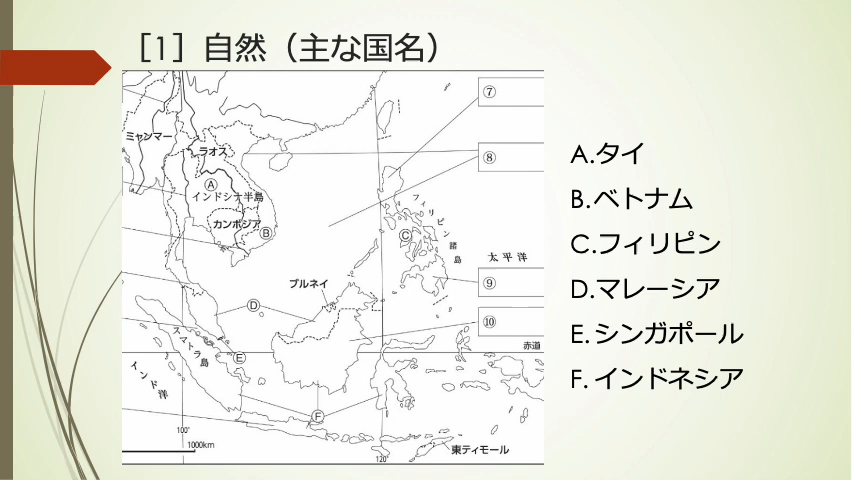 ［1］自然（主な国名）
⑦
ミャンマー
ラオス
⑧
Ⓐ
インドシナ半島
フィリピン諸島
カンボジア
Ⓑ
Ⓒ
太平洋
ブルネイ
⑨
Ⓓ
⑩
スマトラ島
赤道
Ⓔ
インド洋
Ⓕ
100°
1000km
東ティモール
120°
A.タイ
B.ベトナム
C.フィリピン
D.マレーシア
E.シンガポール
F.インドネシア